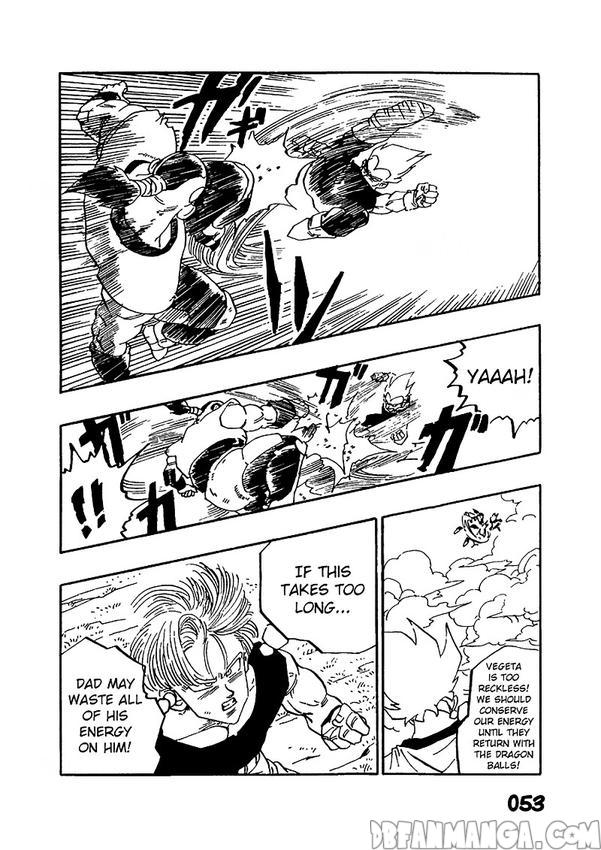 ガガ
!!
YAAAH!
ガガガガ
!!
VEGETA
IS TOO
RECKLESS!
WE SHOULD
CONSERVE
OUR ENERGY
UNTIL THEY
RETURN WITH
THE DRAGON
BALLS!
IF THIS
TAKES TOO
LONG...
DAD MAY
WASTE ALL
OF HIS
ENERGY
ON HIM!
053
DBFANMANGA.COM